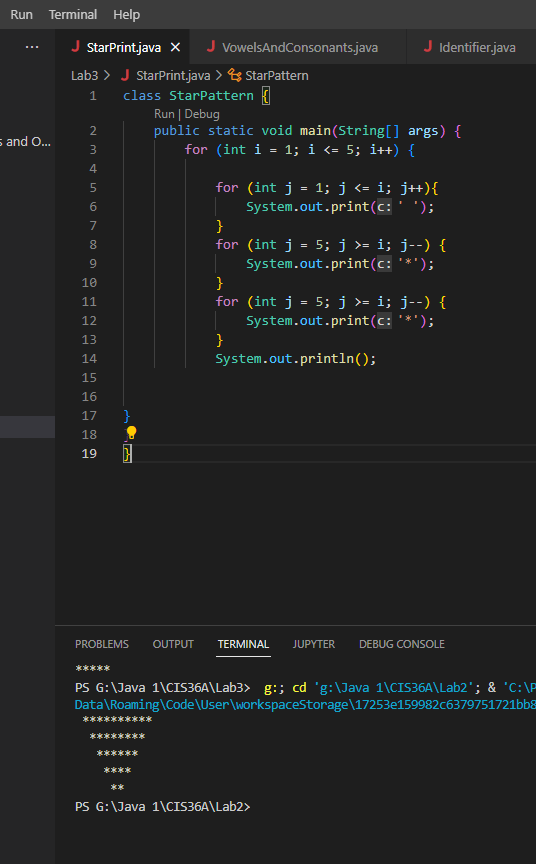 Run Terminal Help
...
J StarPrint.java × J VowelsAndConsonants.java J Identifier.java
Lab3 > J StarPrint.java > StarPattern
s and O...
1 class StarPattern {
Run | Debug
2 public static void main(String[] args) {
3 for (int i = 1; i <= 5; i++) {
4
5 for (int j = 1; j <= i; j++){
6 System.out.print(c: ' ');
7 }
8 for (int j = 5; j >= i; j--) {
9 System.out.print(c: '*');
10 }
11 for (int j = 5; j >= i; j--) {
12 System.out.print(c: '*');
13 }
14 System.out.println();
15
16
17 }
18
19 }
PROBLEMS OUTPUT TERMINAL JUPYTER DEBUG CONSOLE
*****
PS G:\Java 1\CIS36A\Lab3> g:; cd 'g:\Java 1\CIS36A\Lab2'; & 'C:\P
Data\Roaming\Code\User\workspaceStorage\17253e159982c6379751721bb8
**********
********
******
****
**
PS G:\Java 1\CIS36A\Lab2>